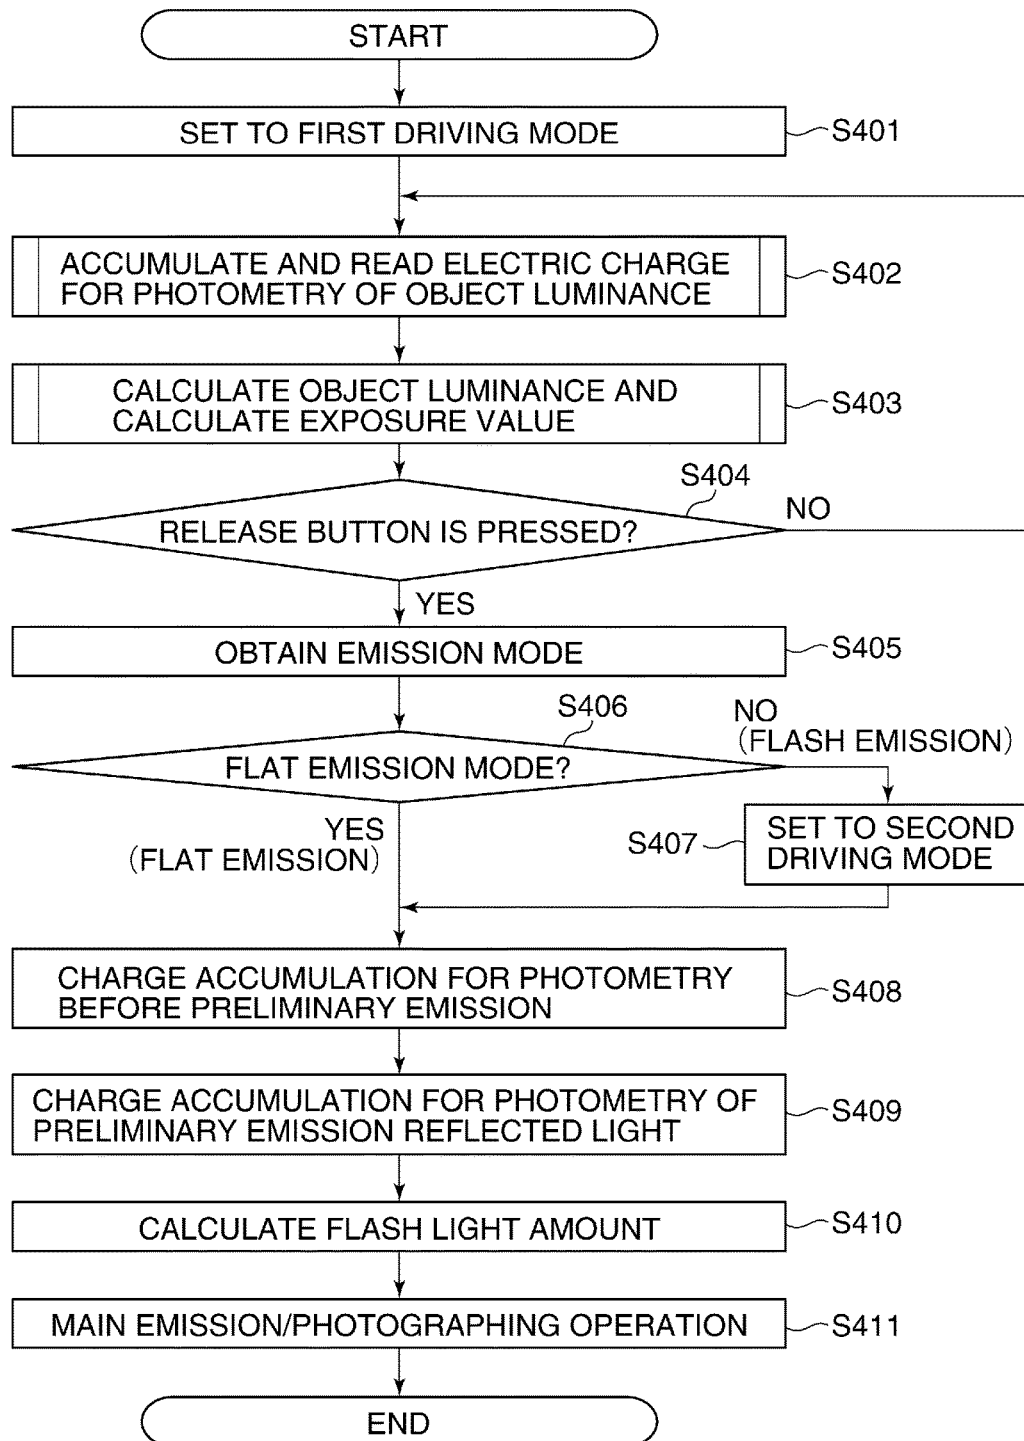 START
SET TO FIRST DRIVING MODE
S401
ACCUMULATE AND READ ELECTRIC CHARGE
FOR PHOTOMETRY OF OBJECT LUMINANCE
S402
CALCULATE OBJECT LUMINANCE AND
CALCULATE EXPOSURE VALUE
S403
S404
RELEASE BUTTON IS PRESSED?
NO
YES
OBTAIN EMISSION MODE
S405
S406
FLAT EMISSION MODE?
NO
(FLASH EMISSION)
YES
(FLAT EMISSION)
S407
SET TO SECOND
DRIVING MODE
CHARGE ACCUMULATION FOR PHOTOMETRY
BEFORE PRELIMINARY EMISSION
S408
CHARGE ACCUMULATION FOR PHOTOMETRY OF
PRELIMINARY EMISSION REFLECTED LIGHT
S409
CALCULATE FLASH LIGHT AMOUNT
S410
MAIN EMISSION/PHOTOGRAPHING OPERATION
S411
END